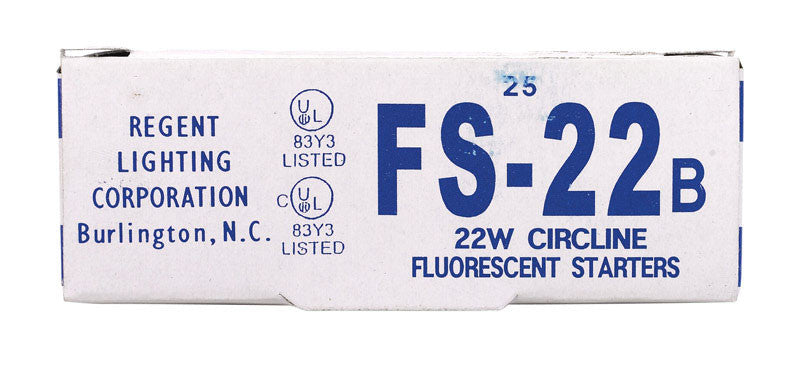 REGENT
LIGHTING
CORPORATION
Burlington, N.C.
UL
83Y3
LISTED
C UL
83Y3
LISTED
25
FS-22B
22W CIRCLINE
FLUORESCENT STARTERS